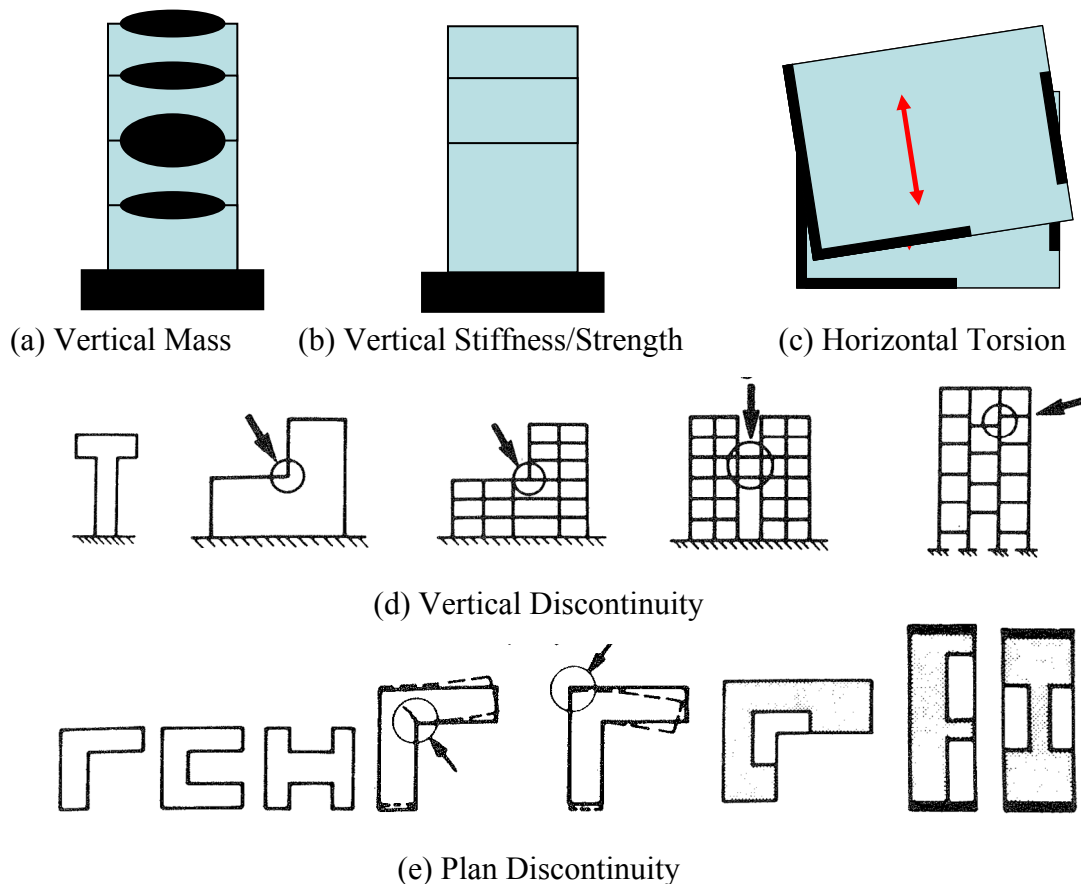 (a) Vertical Mass (b) Vertical Stiffness/Strength (c) Horizontal Torsion
(d) Vertical Discontinuity
(e) Plan Discontinuity